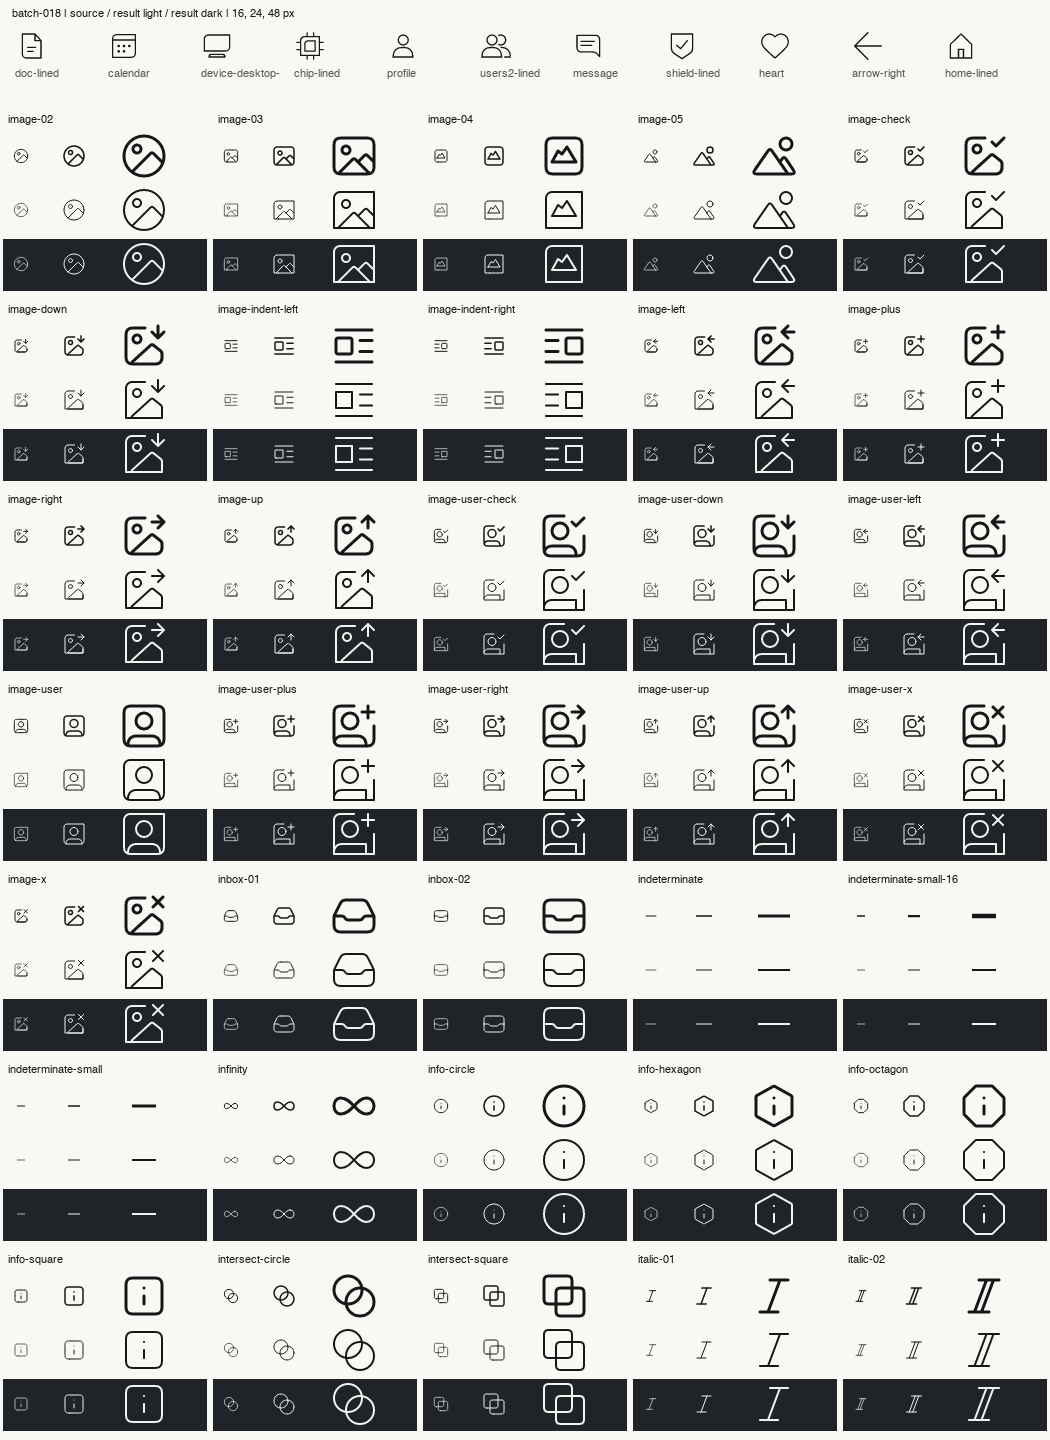 batch-018 | source / result light / result dark | 16, 24, 48 px
doc-lined calendar device-desktop- chip-lined profile users2-lined message shield-lined heart arrow-right home-lined
image-02 image-03 image-04 image-05 image-check
image-down image-indent-left image-indent-right image-left image-plus
image-right image-up image-user-check image-user-down image-user-left
image-user image-user-plus image-user-right image-user-up image-user-x
image-x inbox-01 inbox-02 indeterminate indeterminate-small-16
indeterminate-small infinity info-circle info-hexagon info-octagon
info-square intersect-circle intersect-square italic-01 italic-02